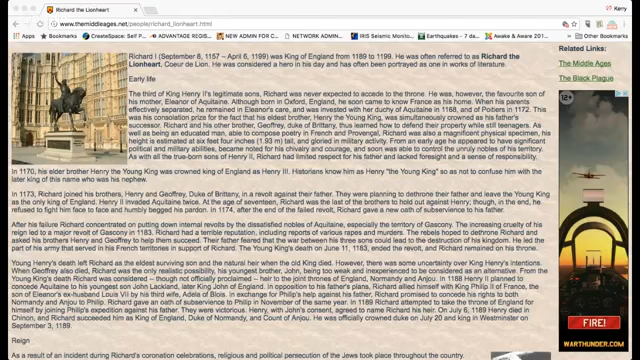 Richard the Lionheart
Kerry
www.themiddleages.net/people/richard_lionheart.html
Apps
Bookmarks
CreateSpace Self-P
ADVANTAGE REGIS
NEW ADMIN FOR C
NETWORK ADMIN
IRIS Seismic Monito
Earthquakes - 7 da
Awake & Aware 201
Other Bookmarks
Richard I (September 8, 1157 – April 6, 1199) was King of England from 1189 to 1199. He was often referred to as Richard the
Lionheart, Coeur de Lion. He was considered a hero in his day and has often been portrayed as one in works of literature.
Early life
The third of King Henry II's legitimate sons, Richard was never expected to accede to the throne. He was, however, the favourite son of
his mother, Eleanor of Aquitaine. Although born in Oxford, England, he soon came to know France as his home. When his parents
effectively separated, he remained in Eleanor's care, and was invested with her duchy of Aquitaine in 1168, and of Poitiers in 1172. This
was his consolation prize for the fact that his eldest brother, Henry the Young King, was simultaneously crowned as his father's
successor. Richard and his other brother, Geoffrey, Duke of Brittany, thus learned how to defend their property while still teenagers. As
well as being an educated man, able to compose poetry in French and Provençal, Richard was also a magnificent physical specimen, his
height is estimated at six feet four inches (1.93 m) tall, and gloried in military activity. From an early age he appeared to have significant
political and military abilities, became noted for his chivalry and courage, and soon was able to control the unruly nobles of his territory.
As with all the true-born sons of Henry II, Richard had limited respect for his father and lacked foresight and a sense of responsibility.
In 1170, his elder brother Henry the Young was crowned king of England as Henry III. Historians know him as Henry "the Young King" so as not to confuse him with the
later king of this name who was his nephew.
In 1173, Richard joined his brothers, Henry and Geoffrey, Duke of Brittany, in a revolt against their father. They were planning to dethrone their father and leave the Young King as
the only king of England. Henry II invaded Aquitaine twice. At the age of seventeen, Richard was the last of the brothers to hold out against Henry; though, in the end, he
refused to fight him face to face and humbly begged his pardon. In 1174, after the end of the failed revolt, Richard gave a new oath of subservience to his father.
After his failure Richard concentrated on putting down internal revolts by the dissatisfied nobles of Aquitaine, especially the territory of Gascony. The increasing cruelty of his
reign led to a major revolt of Gascony in 1183. Richard had a terrible reputation, including reports of various rapes and murders. The rebels hoped to dethrone Richard and
asked his brothers Henry and Geoffrey to help them succeed. Their father feared that the war between his three sons could lead to the destruction of his kingdom. He led the
part of his army that served in his French territories in support of Richard. The Young King's death on June 11, 1183, ended the revolt, and Richard remained on his throne.
Young Henry's death left Richard as the eldest surviving son and the natural heir when the old King died. However, there was some uncertainty over King Henry's intentions.
When Geoffrey also died, Richard was the only realistic possibility, his youngest brother, John, being too weak and inexperienced to be considered as an alternative. From the
Young King's death Richard was considered - though not officially proclaimed – heir to the joint thrones of England, Normandy and Anjou. In 1188 Henry II planned to
concede Aquitaine to his youngest son John Lackland, later King John of England. In opposition to his father's plans, Richard allied himself with King Philip II of France, the
son of Eleanor's ex-husband Louis VII by his third wife, Adela of Blois. In exchange for Philip's help against his father, Richard promised to concede his rights to both
Normandy and Anjou to Philip. Richard gave an oath of subservience to Philip in November of the same year. In 1189 Richard attempted to take the throne of England for
himself by joining Philip's expedition against his father. They were victorious. Henry, with John's consent, agreed to name Richard his heir. On July 6, 1189 Henry died in
Chinon, and Richard succeeded him as King of England, Duke of Normandy, and Count of Anjou. He was officially crowned duke on July 20 and king in Westminster on
September 3, 1189.
Reign
As a result of an incident during Richard's coronation celebrations, religious and political persecution of the Jews took place throughout the country.
Related Links:
The Middle Ages
The Black Plague
12+
FIRE!
WARTHUNDER.COM